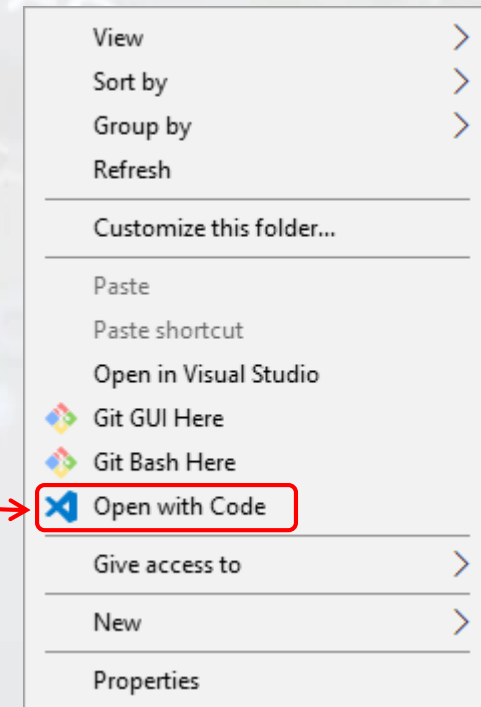 View
Sort by
Group by
Refresh
Customize this folder...
Paste
Paste shortcut
Open in Visual Studio
Git GUI Here
Git Bash Here
Open with Code
Give access to
New
Properties